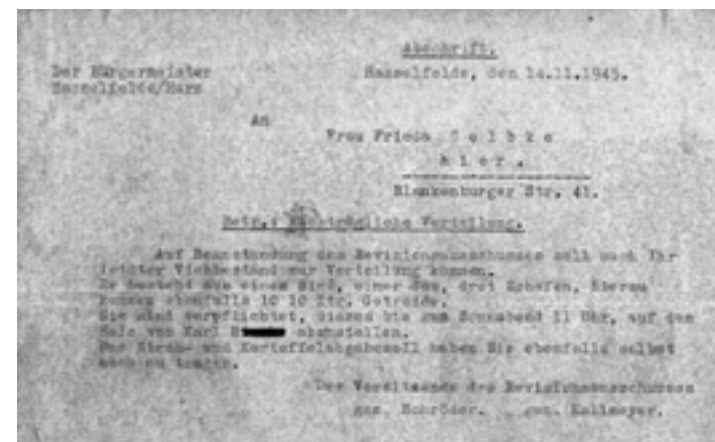 Abschrift.
Der Bürgermeister
Hasselfelde, den 14.11.1945.
Hasselfelde/Harz
An
Frau Frieda
h i e r .
Blankenburger Str. 41.
Betr.: Nachträgliche Verteilung.
Auf Beanstandung des Revisionsausschusses soll auch Ihr
letzter Viehbestand zur Verteilung kommen.
Er besteht aus einem Rind, einer Sau, drei Schafen, hierzu
kommen ebenfalls 10 Ztr. Getreide.
Sie sind verpflichtet, dieses bis zum Sonnabend 11 Uhr, auf dem
Hofe von Karl abzustellen.
Das Stroh- und Kartoffelabgabesoll haben Sie ebenfalls selbst
noch zu tragen.
Der Vorsitzende des Revisionsausschusses
gez. Schröder. gez. Kallmeyer.